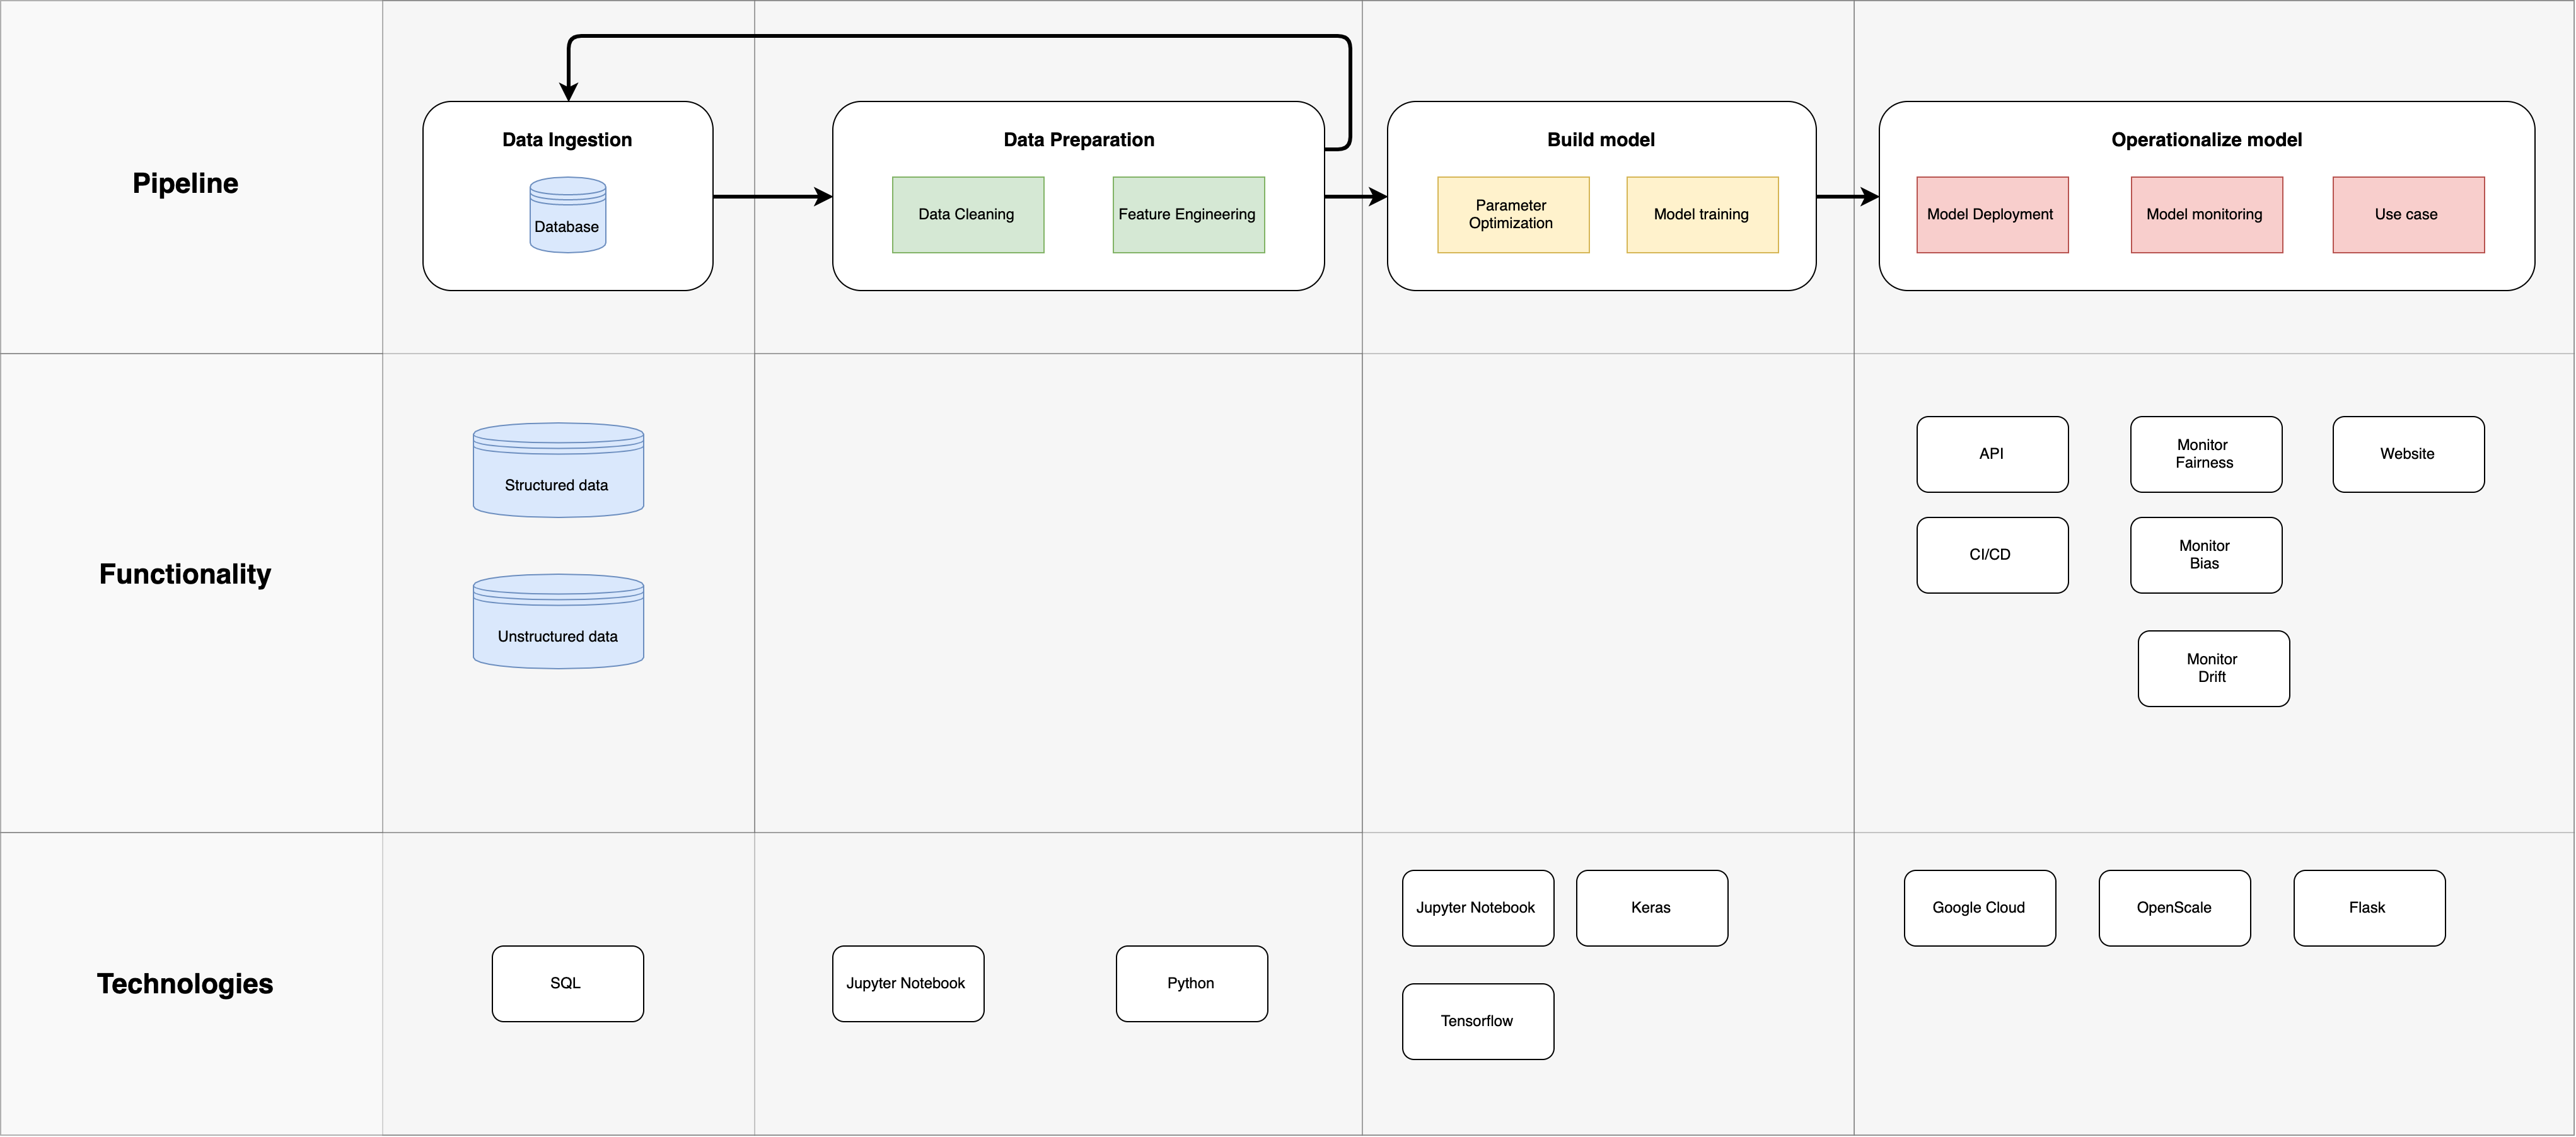 Pipeline
Data Ingestion
Database
Data Preparation
Data Cleaning
Feature Engineering
Build model
Parameter
Optimization
Model training
Operationalize model
Model Deployment
Model monitoring
Use case
Functionality
Structured data
Unstructured data
API
Monitor
Fairness
Website
CI/CD
Monitor
Bias
Monitor
Drift
Technologies
SQL
Jupyter Notebook
Python
Jupyter Notebook
Keras
Tensorflow
Google Cloud
OpenScale
Flask